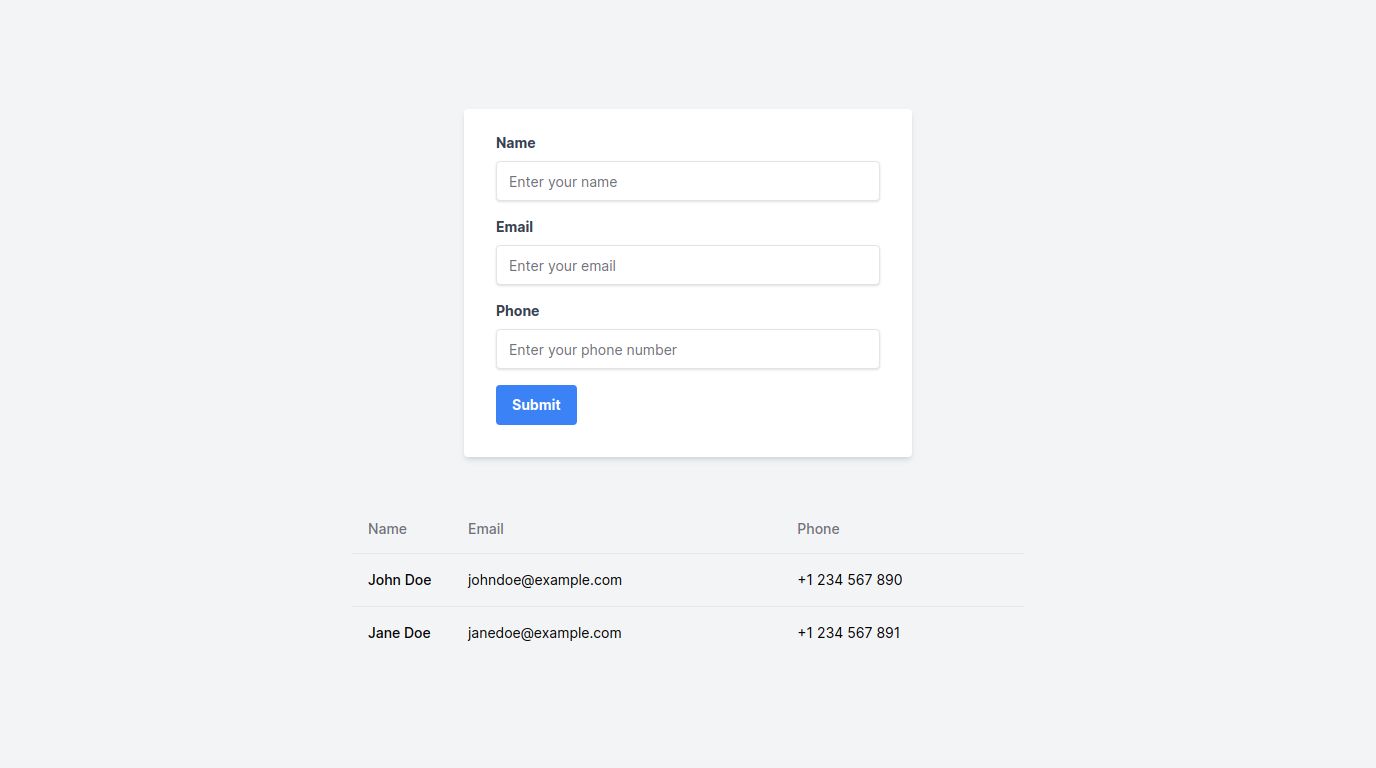 Name
Enter your name
Email
Enter your email
Phone
Enter your phone number
Submit
Name Email Phone
John Doe johndoe@example.com +1 234 567 890
Jane Doe janedoe@example.com +1 234 567 891